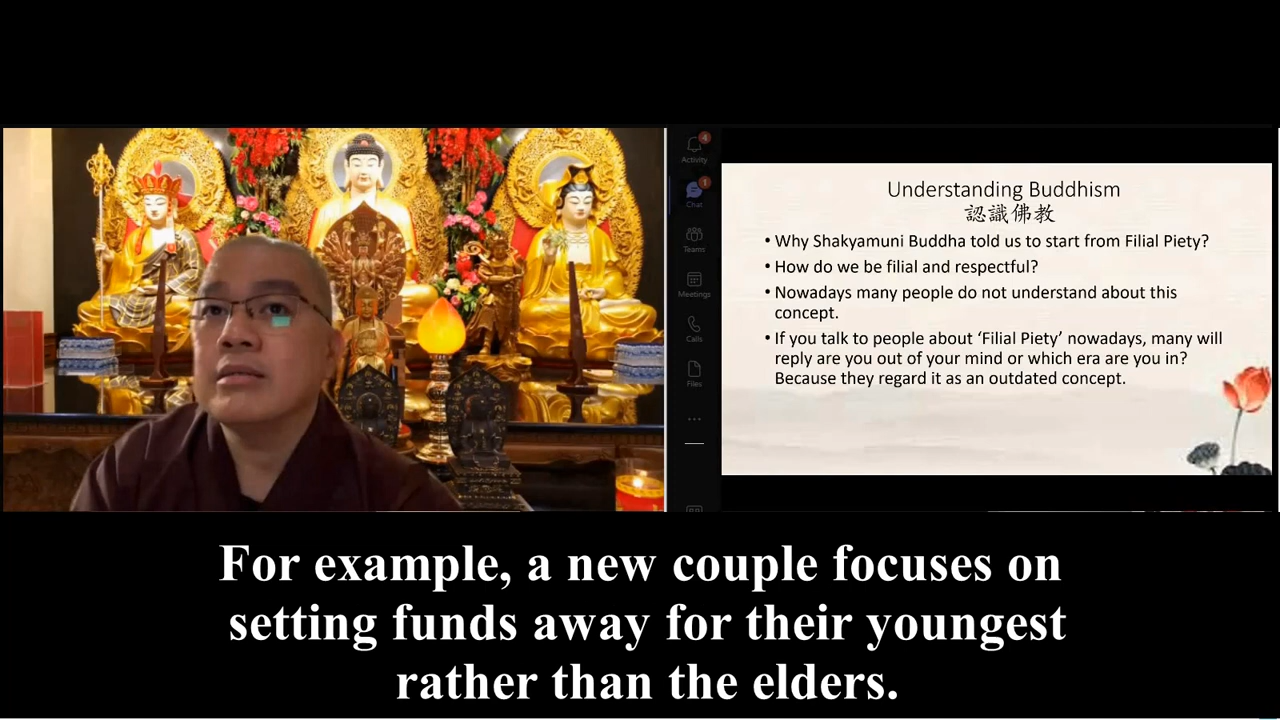 Activity
4
Chat
1
Teams
Meetings
Calls
Files
Understanding Buddhism
認識佛教
• Why Shakyamuni Buddha told us to start from Filial Piety?
• How do we be filial and respectful?
• Nowadays many people do not understand about this
concept.
• If you talk to people about ‘Filial Piety’ nowadays, many will
reply are you out of your mind or which era are you in?
Because they regard it as an outdated concept.
For example, a new couple focuses on
setting funds away for their youngest
rather than the elders.